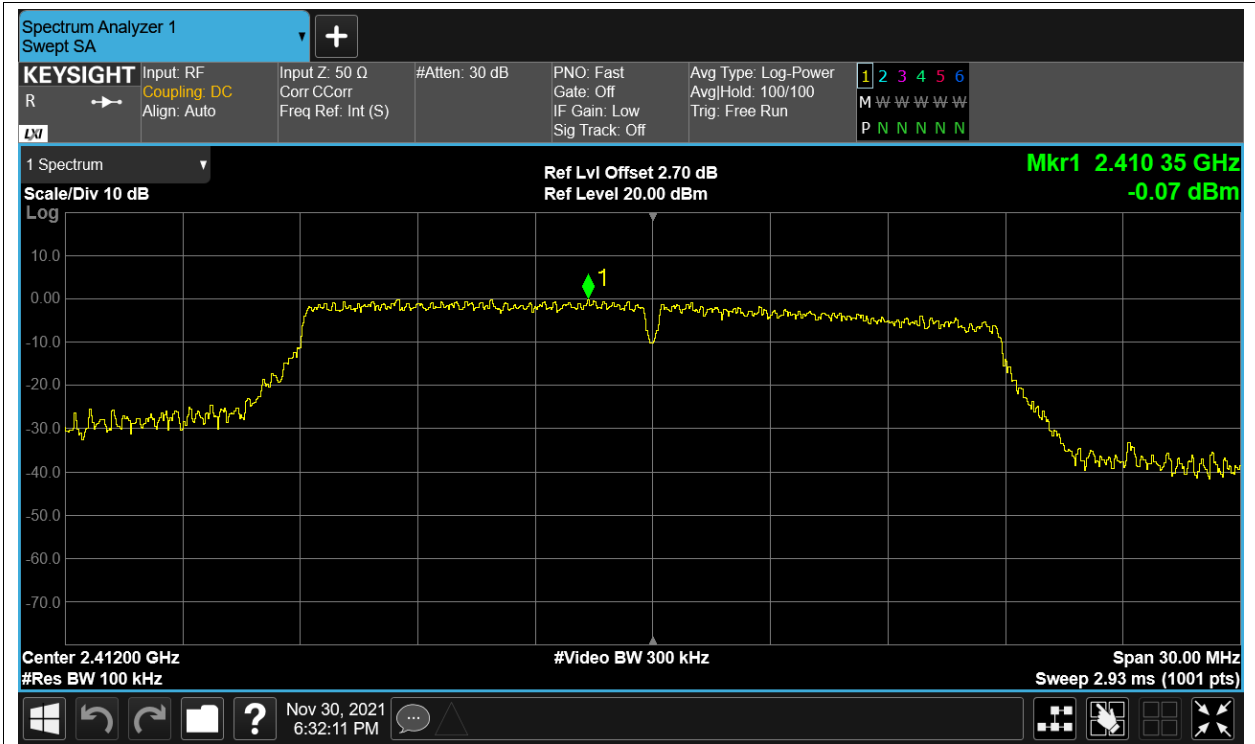 Spectrum Analyzer 1
Swept SA
KEYSIGHT
R
LXI
Input: RF
Coupling: DC
Align: Auto
Input Z: 50 Ω
Corr CCorr
Freq Ref: Int (S)
#Atten: 30 dB
PNO: Fast
Gate: Off
IF Gain: Low
Sig Track: Off
Avg Type: Log-Power
Avg|Hold: 100/100
Trig: Free Run
1 2 3 4 5 6
M W W W W W
P N N N N N
1 Spectrum
Scale/Div 10 dB
Ref Lvl Offset 2.70 dB
Ref Level 20.00 dBm
Mkr1 2.410 35 GHz
-0.07 dBm
Log
10.0
0.00
-10.0
-20.0
-30.0
-40.0
-50.0
-60.0
-70.0
1
Center 2.41200 GHz
#Res BW 100 kHz
#Video BW 300 kHz
Span 30.00 MHz
Sweep 2.93 ms (1001 pts)
?
Nov 30, 2021
6:32:11 PM